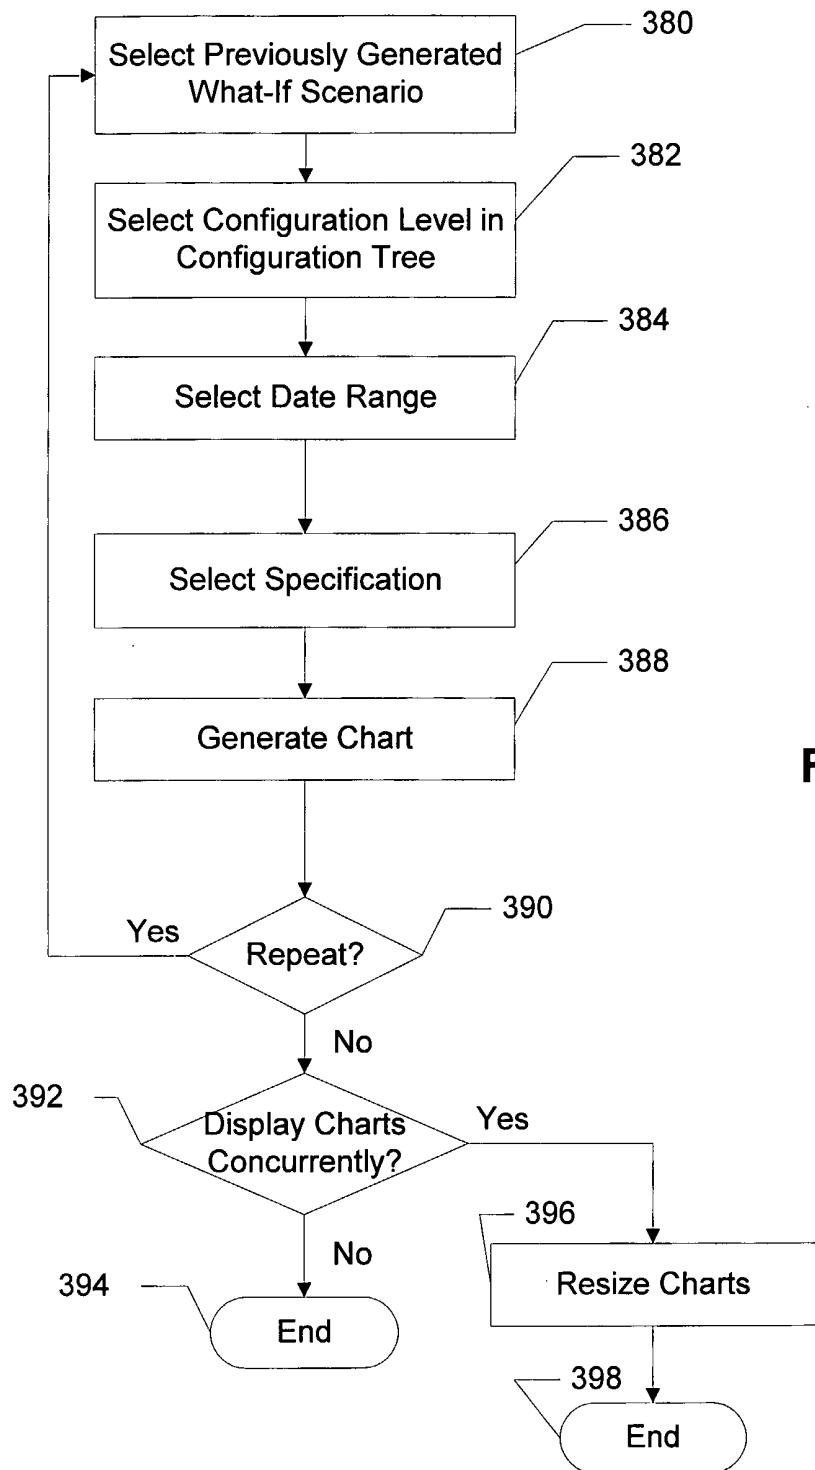 380
Select Previously Generated
What-If Scenario
382
Select Configuration Level in
Configuration Tree
384
Select Date Range
386
Select Specification
388
Generate Chart
F
390
Yes
Repeat?
No
392
Display Charts
Concurrently?
Yes
396
No
Resize Charts
394
End
398
End